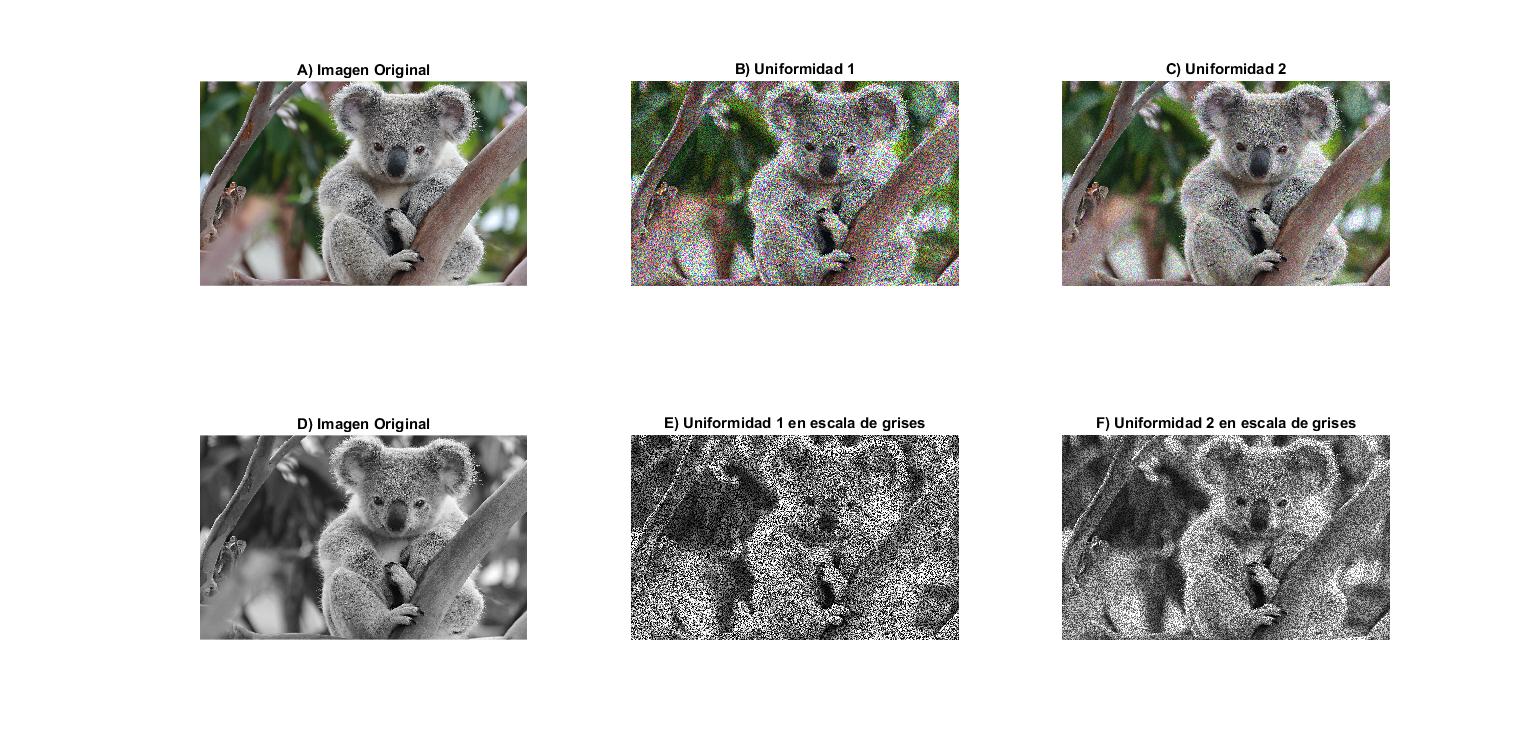 A) Imagen Original
B) Uniformidad 1
C) Uniformidad 2
D) Imagen Original
E) Uniformidad 1 en escala de grises
F) Uniformidad 2 en escala de grises